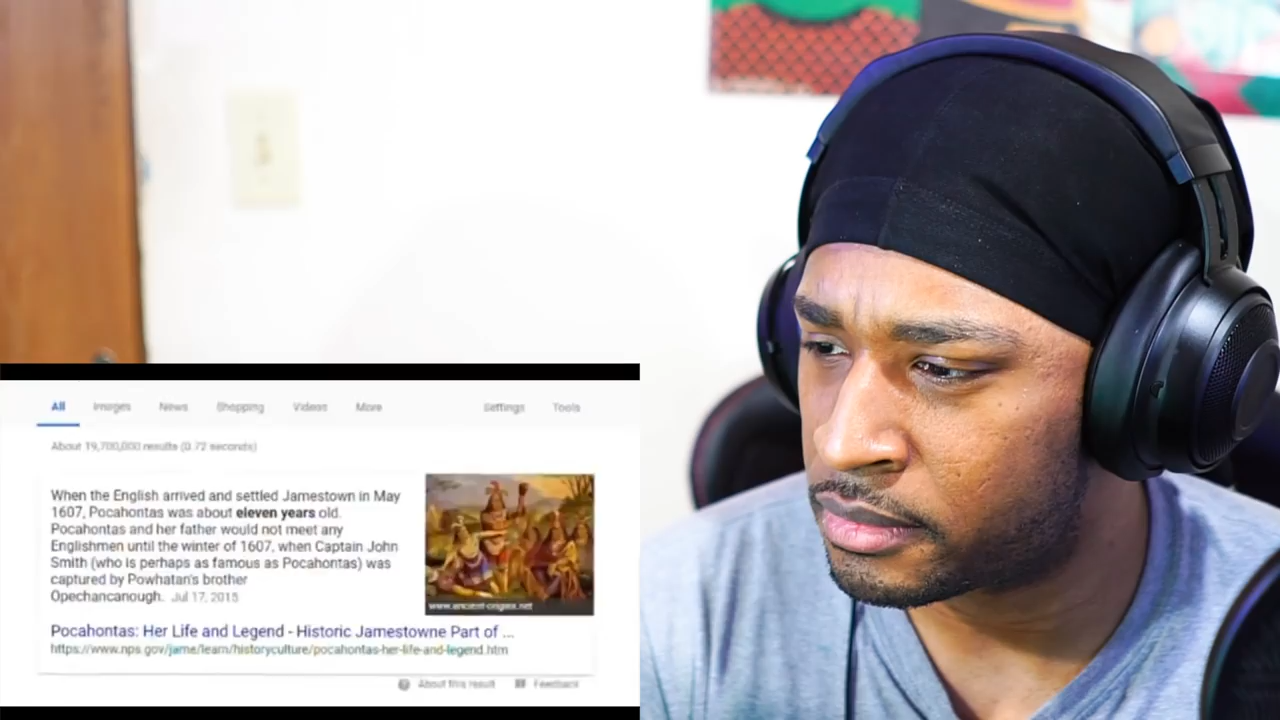 All Images News Shopping Videos More Settings Tools
About 19,700,000 results (0.72 seconds)
When the English arrived and settled Jamestown in May
1607, Pocahontas was about eleven years old.
Pocahontas and her father would not meet any
Englishmen until the winter of 1607, when Captain John
Smith (who is perhaps as famous as Pocahontas) was
captured by Powhatan's brother
Opechancanough. Jul 17, 2015
www.ancient-origins.net
Pocahontas: Her Life and Legend - Historic Jamestowne Part of ...
https://www.nps.gov/jame/learn/historyculture/pocahontas-her-life-and-legend.htm
About this result Feedback